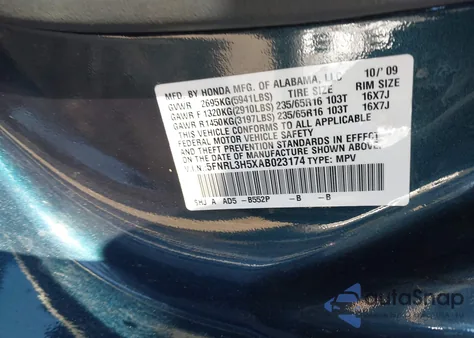 MFD. BY HONDA MFG. OF ALABAMA, LLC 10/'09
GVWR 2695KG(5941LBS) TIRE SIZE RIM SIZE
GAWR F 1320KG(2910LBS) 235/65R16 103T 16X7J
GAWR R1450KG(3197LBS) 235/65R16 103T 16X7J
THIS VEHICLE CONFORMS TO ALL APPLICABLE
FEDERAL MOTOR VEHICLE SAFETY AND THEFT
PREVENTION STANDARDS IN EFFECT ON THE DATE
OF MANUFACTURE SHOWN ABOVE.
V.I.N. 5FNRL3H5XAB023174 TYPE: MPV
SHJ A AD5 -B552P -B -B
AutoSnap